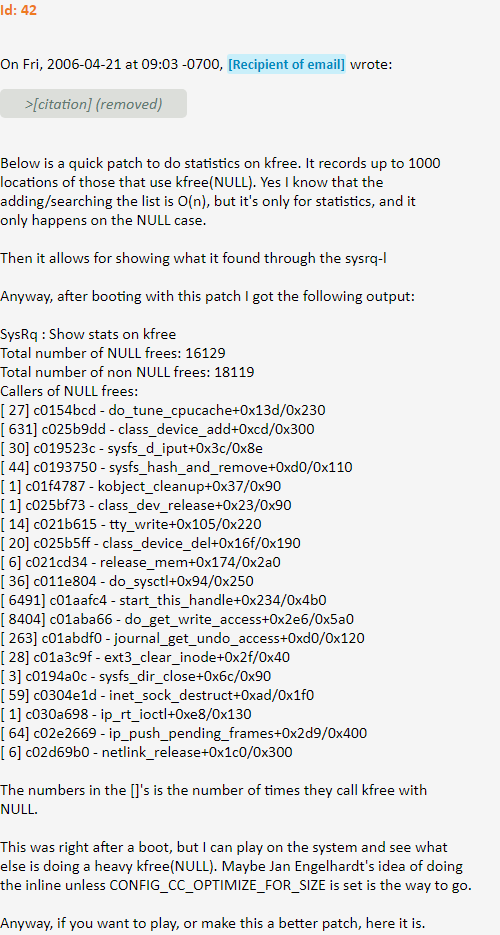 Id: 42
On Fri, 2006-04-21 at 09:03 -0700, [Recipient of email] wrote:
>[citation] (removed)
Below is a quick patch to do statistics on kfree. It records up to 1000
locations of those that use kfree(NULL). Yes I know that the
adding/searching the list is O(n), but it's only for statistics, and it
only happens on the NULL case.
Then it allows for showing what it found through the sysrq-l
Anyway, after booting with this patch I got the following output:
SysRq : Show stats on kfree
Total number of NULL frees: 16129
Total number of non NULL frees: 18119
Callers of NULL frees:
[ 27] c0154bcd - do_tune_cpucache+0x13d/0x230
[ 631] c025b9dd - class_device_add+0xcd/0x300
[ 30] c019523c - sysfs_d_iput+0x3c/0x8e
[ 44] c0193750 - sysfs_hash_and_remove+0xd0/0x110
[ 1] c01f4787 - kobject_cleanup+0x37/0x90
[ 1] c025bf73 - class_dev_release+0x23/0x90
[ 14] c021b615 - tty_write+0x105/0x220
[ 20] c025b5ff - class_device_del+0x16f/0x190
[ 6] c021cd34 - release_mem+0x174/0x2a0
[ 36] c011e804 - do_sysctl+0x94/0x250
[ 6491] c01aafc4 - start_this_handle+0x234/0x4b0
[ 8404] c01aba66 - do_get_write_access+0x2e6/0x5a0
[ 263] c01abdf0 - journal_get_undo_access+0xd0/0x120
[ 28] c01a3c9f - ext3_clear_inode+0x2f/0x40
[ 3] c0194a0c - sysfs_dir_close+0x6c/0x90
[ 59] c0304e1d - inet_sock_destruct+0xad/0x1f0
[ 1] c030a698 - ip_rt_ioctl+0xe8/0x130
[ 64] c02e2669 - ip_push_pending_frames+0x2d9/0x400
[ 6] c02d69b0 - netlink_release+0x1c0/0x300
The numbers in the []'s is the number of times they call kfree with
NULL.
This was right after a boot, but I can play on the system and see what
else is doing a heavy kfree(NULL). Maybe Jan Engelhardt's idea of doing
the inline unless CONFIG_CC_OPTIMIZE_FOR_SIZE is set is the way to go.
Anyway, if you want to play, or make this a better patch, here it is.